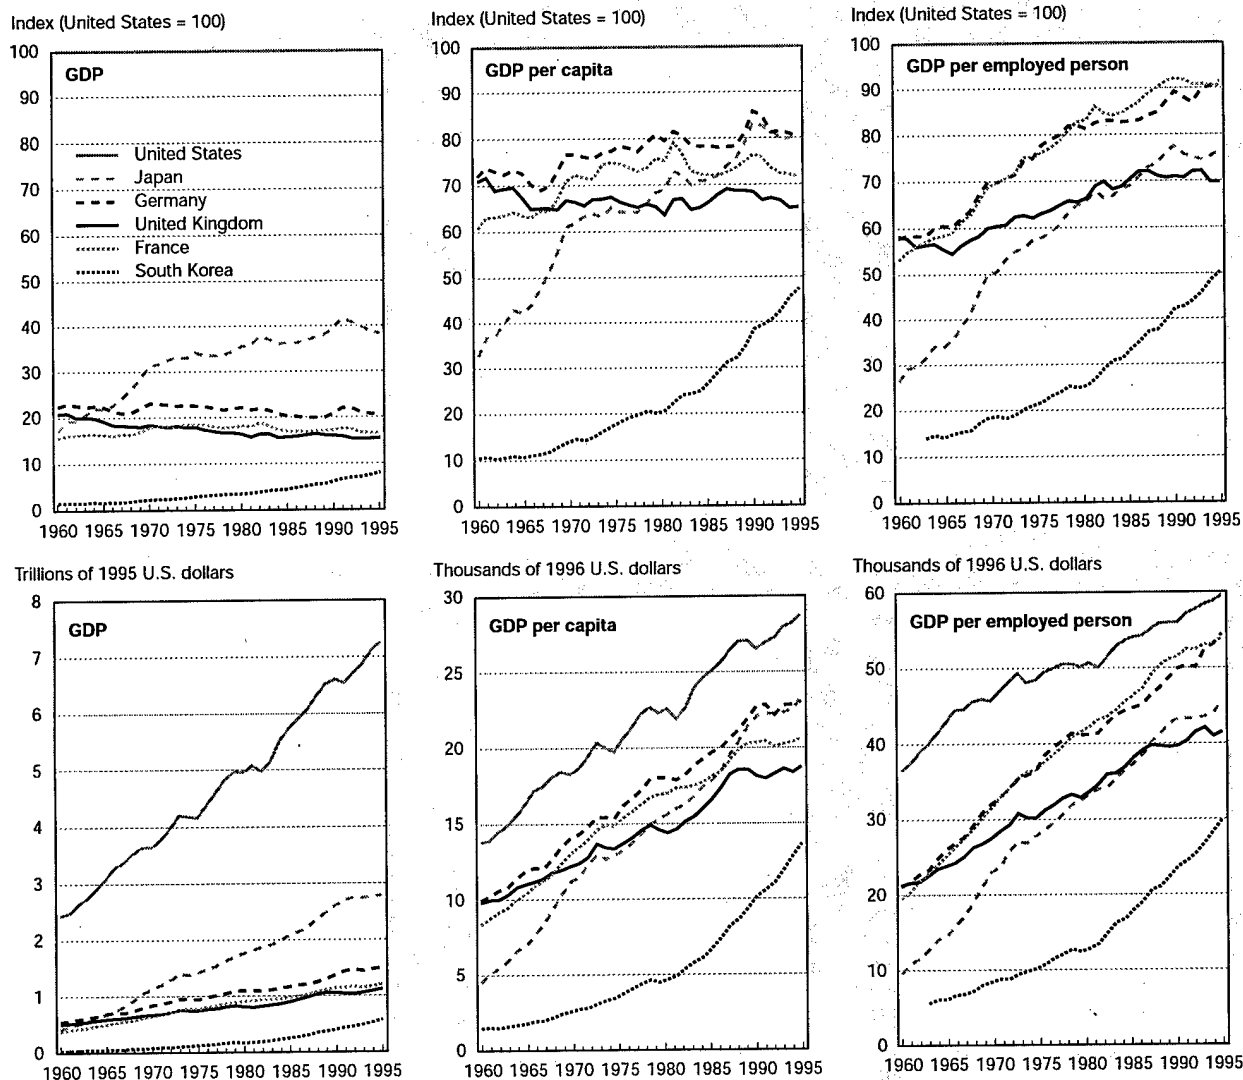 Index (United States = 100)
GDP
100
90
80
70
60
50
40
30
20
10
0
United States
Japan
Germany
United Kingdom
France
South Korea
1960 1965 1970 1975 1980 1985 1990 1995
Index (United States = 100)
GDP per capita
100
90
80
70
60
50
40
30
20
10
0
1960 1965 1970 1975 1980 1985 1990 1995
Index (United States = 100)
GDP per employed person
100
90
80
70
60
50
40
30
20
10
0
1960 1965 1970 1975 1980 1985 1990 1995
Trillions of 1995 U.S. dollars
GDP
8
7
6
5
4
3
2
1
0
1960 1965 1970 1975 1980 1985 1990 1995
Thousands of 1996 U.S. dollars
GDP per capita
30
25
20
15
10
5
0
1960 1965 1970 1975 1980 1985 1990 1995
Thousands of 1996 U.S. dollars
GDP per employed person
60
50
40
30
20
10
0
1960 1965 1970 1975 1980 1985 1990 1995